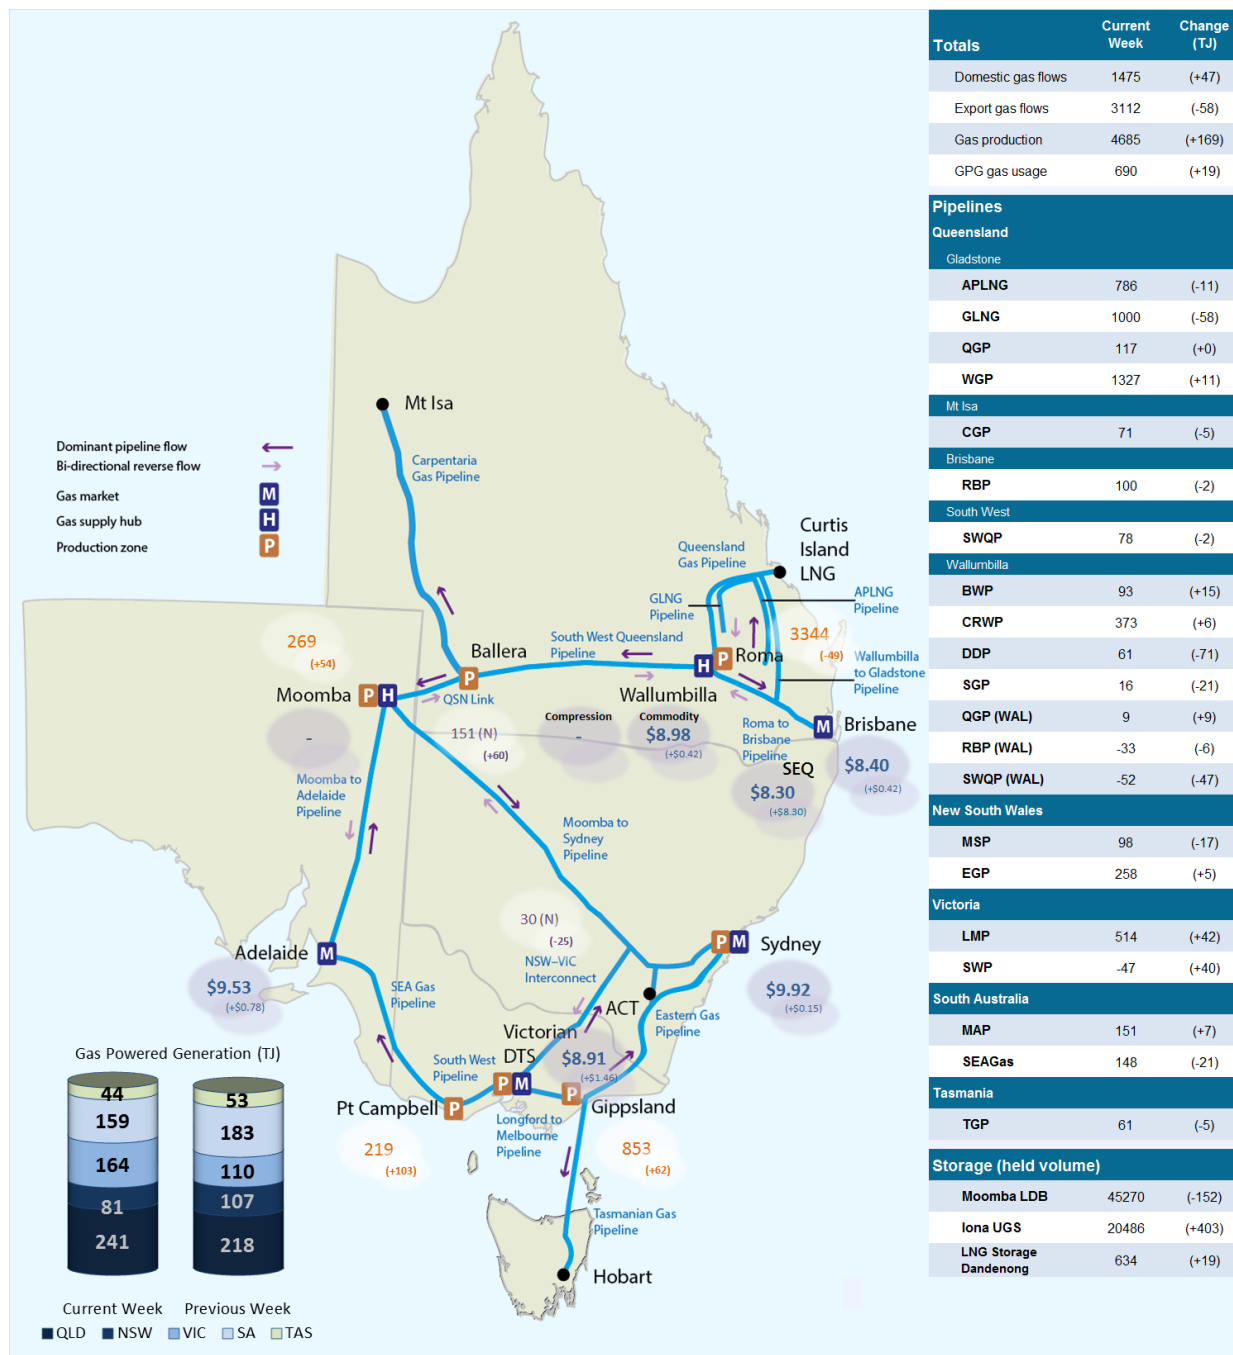 Mt Isa
Dominant pipeline flow
Bi-directional reverse flow
Gas market M
Gas supply hub H
Production zone P
Carpentaria
Gas Pipeline
Curtis
Island
LNG
Queensland
Gas Pipeline
GLNG
Pipeline
APLNG
Pipeline
269
(+54)
3344
(-49)
Ballera
P
South West Queensland
Pipeline
H P Roma
Wallumbilla
to Gladstone
Pipeline
Moomba P H
QSN Link
Wallumbilla
-
151 (N)
(+60)
Compression
-
Commodity
$8.98
(+$0.42)
Roma to
Brisbane
Pipeline
M Brisbane
SEQ
$8.30
(+$8.30)
$8.40
(+$0.42)
Moomba to
Adelaide
Pipeline
Moomba to
Sydney
Pipeline
30 (N)
(-25)
NSW–VIC
Interconnect
P M Sydney
$9.92
(+$0.15)
Adelaide M
$9.53
(+$0.78)
SEA Gas
Pipeline
ACT
Eastern Gas
Pipeline
Victorian
DTS
$8.91
(+$1.46)
South West
Pipeline
P M
P
Pt Campbell P
Gippsland
Longford to
Melbourne
Pipeline
219
(+103)
853
(+62)
Tasmanian Gas
Pipeline
Hobart
Gas Powered Generation (TJ)
44 53
159 183
164 110
81 107
241 218
Current Week Previous Week
QLD NSW VIC SA TAS
Totals Current Week Change (TJ)
Domestic gas flows 1475 (+47)
Export gas flows 3112 (-58)
Gas production 4685 (+169)
GPG gas usage 690 (+19)
Pipelines
Queensland
Gladstone
APLNG 786 (-11)
GLNG 1000 (-58)
QGP 117 (+0)
WGP 1327 (+11)
Mt Isa
CGP 71 (-5)
Brisbane
RBP 100 (-2)
South West
SWQP 78 (-2)
Wallumbilla
BWP 93 (+15)
CRWP 373 (+6)
DDP 61 (-71)
SGP 16 (-21)
QGP (WAL) 9 (+9)
RBP (WAL) -33 (-6)
SWQP (WAL) -52 (-47)
New South Wales
MSP 98 (-17)
EGP 258 (+5)
Victoria
LMP 514 (+42)
SWP -47 (+40)
South Australia
MAP 151 (+7)
SEAGas 148 (-21)
Tasmania
TGP 61 (-5)
Storage (held volume)
Moomba LDB 45270 (-152)
Iona UGS 20486 (+403)
LNG Storage
Dandenong 634 (+19)